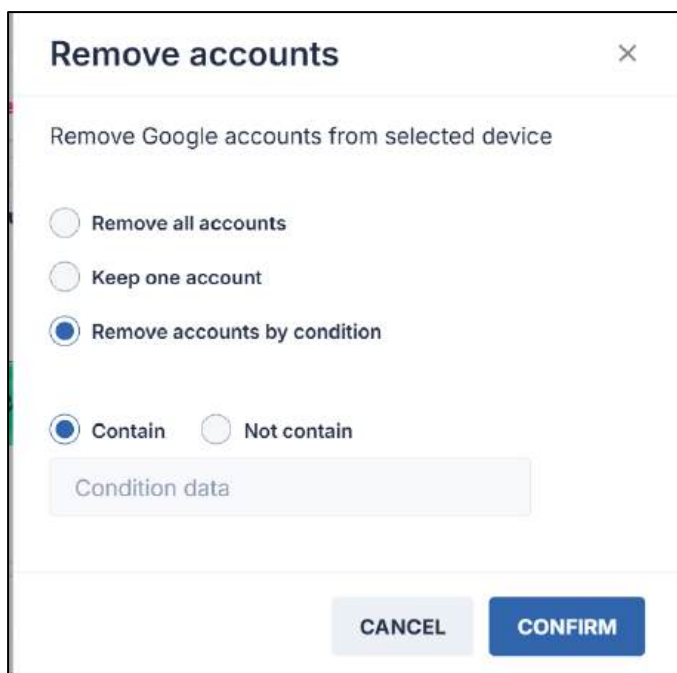 Remove accounts
Remove Google accounts from selected device
Remove all accounts
Keep one account
Remove accounts by condition
Contain Not contain
Condition data
CANCEL CONFIRM